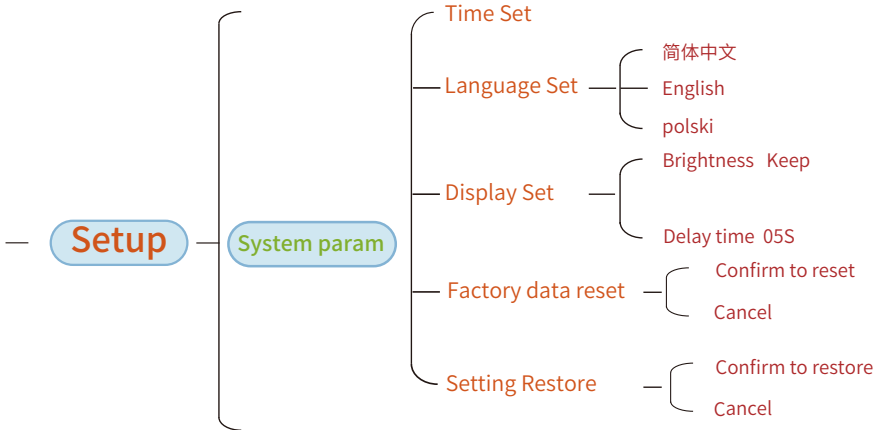 Setup
System param
Time Set
Language Set
简体中文
English
polski
Display Set
Brightness Keep
Delay time 05S
Factory data reset
Confirm to reset
Cancel
Setting Restore
Confirm to restore
Cancel